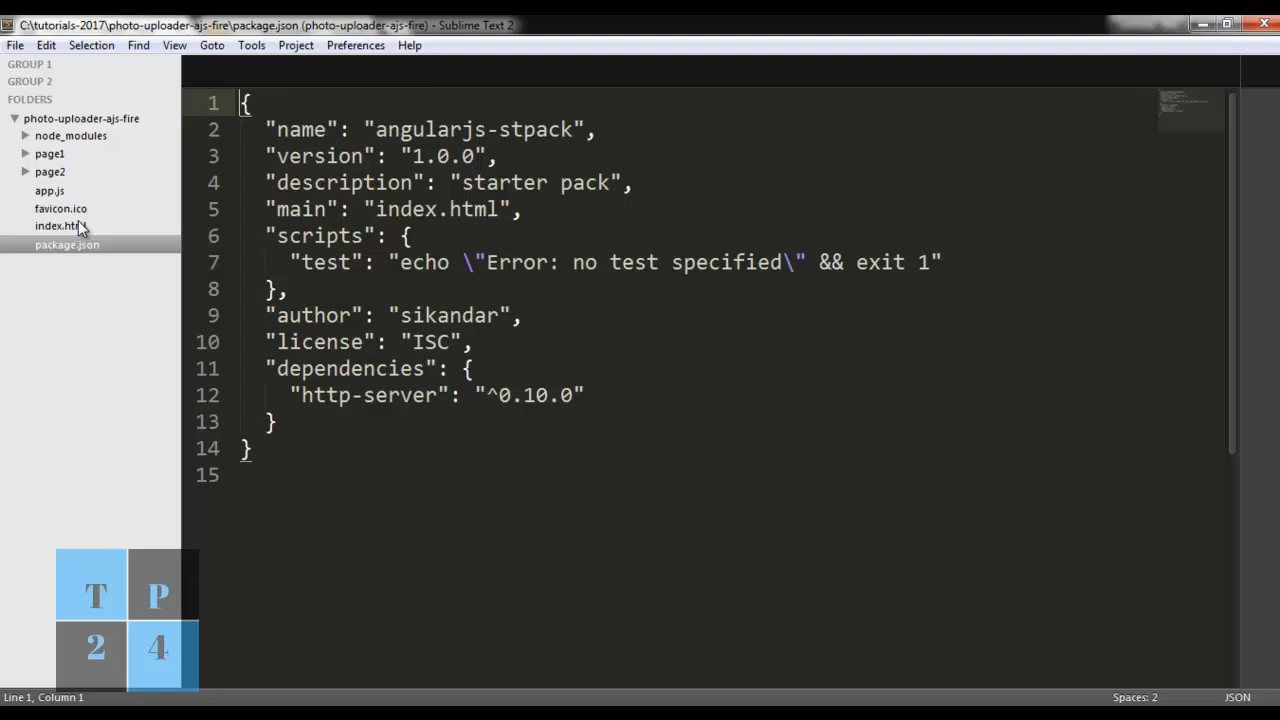 C:\tutorials-2017\photo-uploader-ajs-fire\package.json (photo-uploader-ajs-fire) - Sublime Text 2
File Edit Selection Find View Goto Tools Project Preferences Help
GROUP 1
GROUP 2
FOLDERS
photo-uploader-ajs-fire
node_modules
page1
page2
app.js
favicon.ico
index.html
package.json
1 {
2 "name": "angularjs-stpack",
3 "version": "1.0.0",
4 "description": "starter pack",
5 "main": "index.html",
6 "scripts": {
7 "test": "echo \"Error: no test specified\" && exit 1"
8 },
9 "author": "sikandar",
10 "license": "ISC",
11 "dependencies": {
12 "http-server": "^0.10.0"
13 }
14 }
15
T P
2 4
Line 1, Column 1 Spaces: 2 JSON